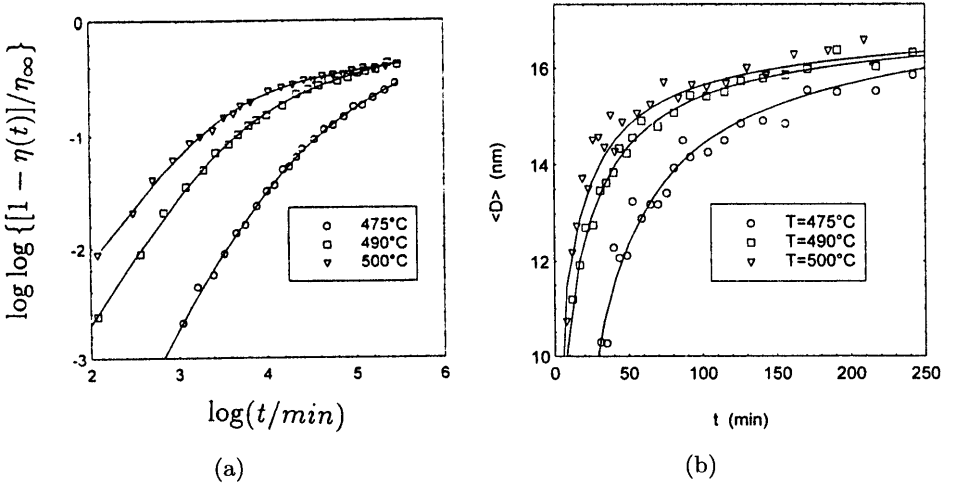 log log {[1 − η(t)]/η∞}
0
-1
-2
-3
2
3
4
5
6
log(t/min)
475°C
490°C
500°C
(a)
<D> (nm)
16
14
12
10
0
50
100
150
200
250
t (min)
T=475°C
T=490°C
T=500°C
(b)